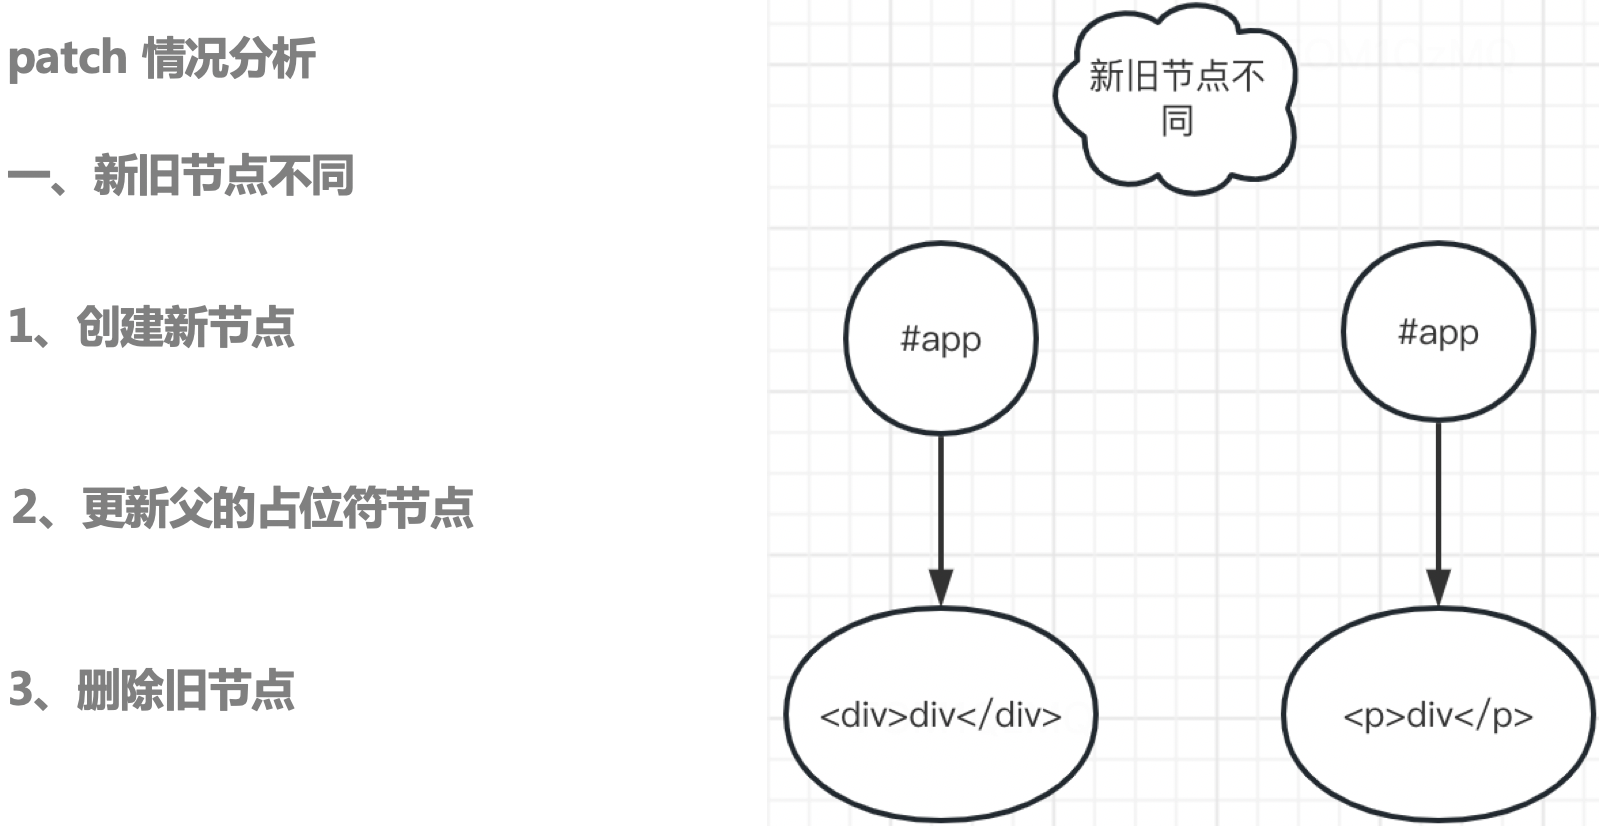 patch 情况分析
一、新旧节点不同
1、创建新节点
2、更新父的占位符节点
3、删除旧节点
新旧节点不
同
#app
#app
<div>div</div>
<p>div</p>